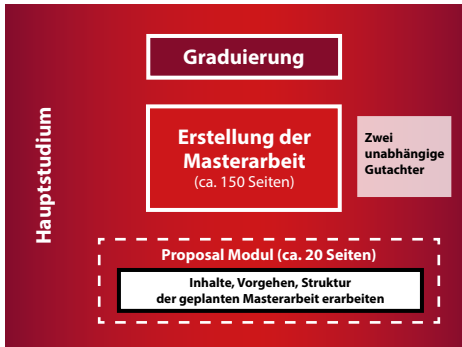 Graduierung
Hauptstudium
Erstellung der
Masterarbeit
(ca. 150 Seiten)
Zwei
unabhängige
Gutachter
Proposal Modul (ca. 20 Seiten)
Inhalte, Vorgehen, Struktur
der geplanten Masterarbeit erarbeiten